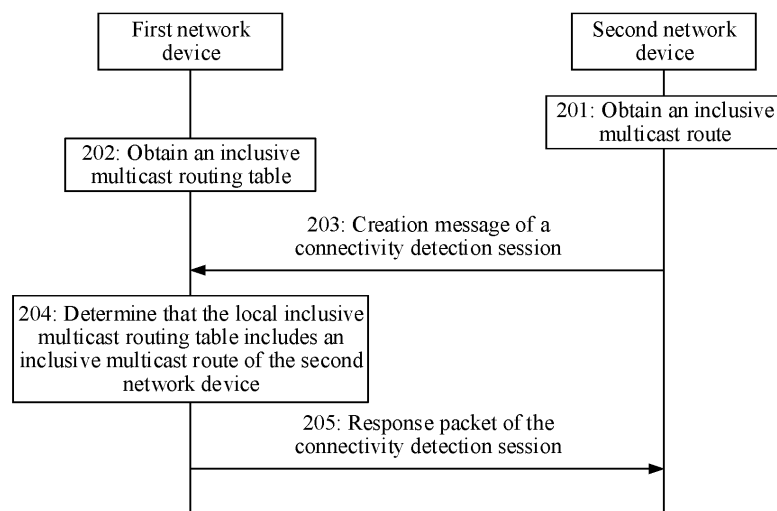 First network
device
Second network
device
201: Obtain an inclusive
multicast route
202: Obtain an inclusive
multicast routing table
203: Creation message of a
connectivity detection session
204: Determine that the local inclusive
multicast routing table includes an
inclusive multicast route of the second
network device
205: Response packet of the
connectivity detection session